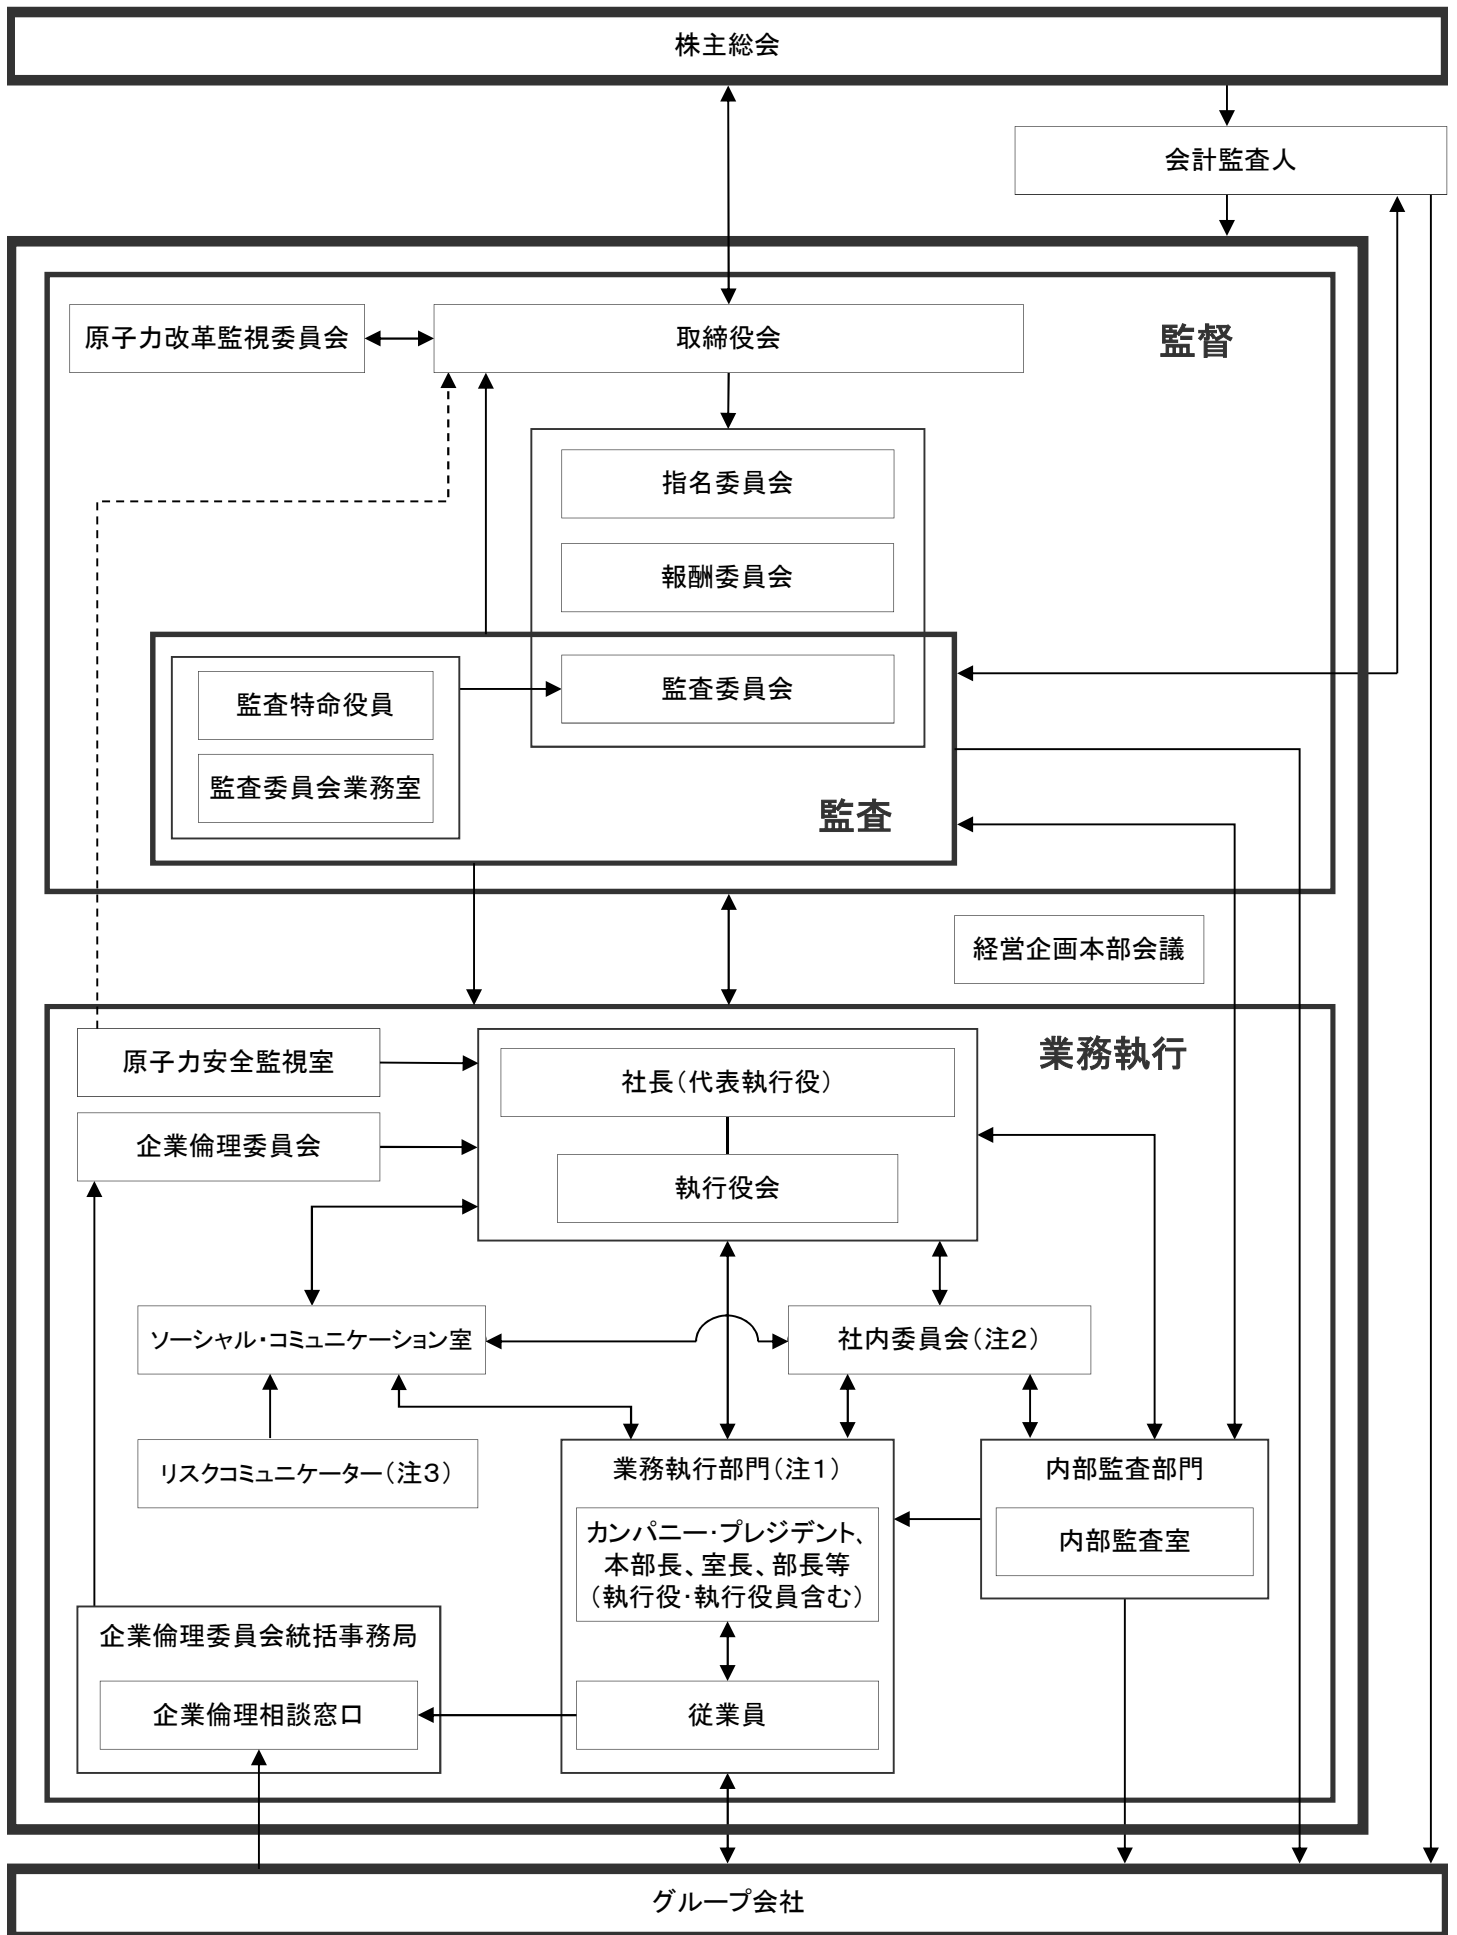 株主総会
会計監査人
原子力改革監視委員会
取締役会
監督
指名委員会
報酬委員会
監査特命役員
監査委員会
監査委員会業務室
監査
経営企画本部会議
原子力安全監視室
社長（代表執行役）
業務執行
企業倫理委員会
執行役会
ソーシャル・コミュニケーション室
社内委員会（注２）
リスクコミュニケーター（注３）
業務執行部門（注１）
カンパニー・プレジデント、
本部長、室長、部長等
（執行役・執行役員含む）
内部監査部門
内部監査室
企業倫理委員会統括事務局
企業倫理相談窓口
従業員
グループ会社